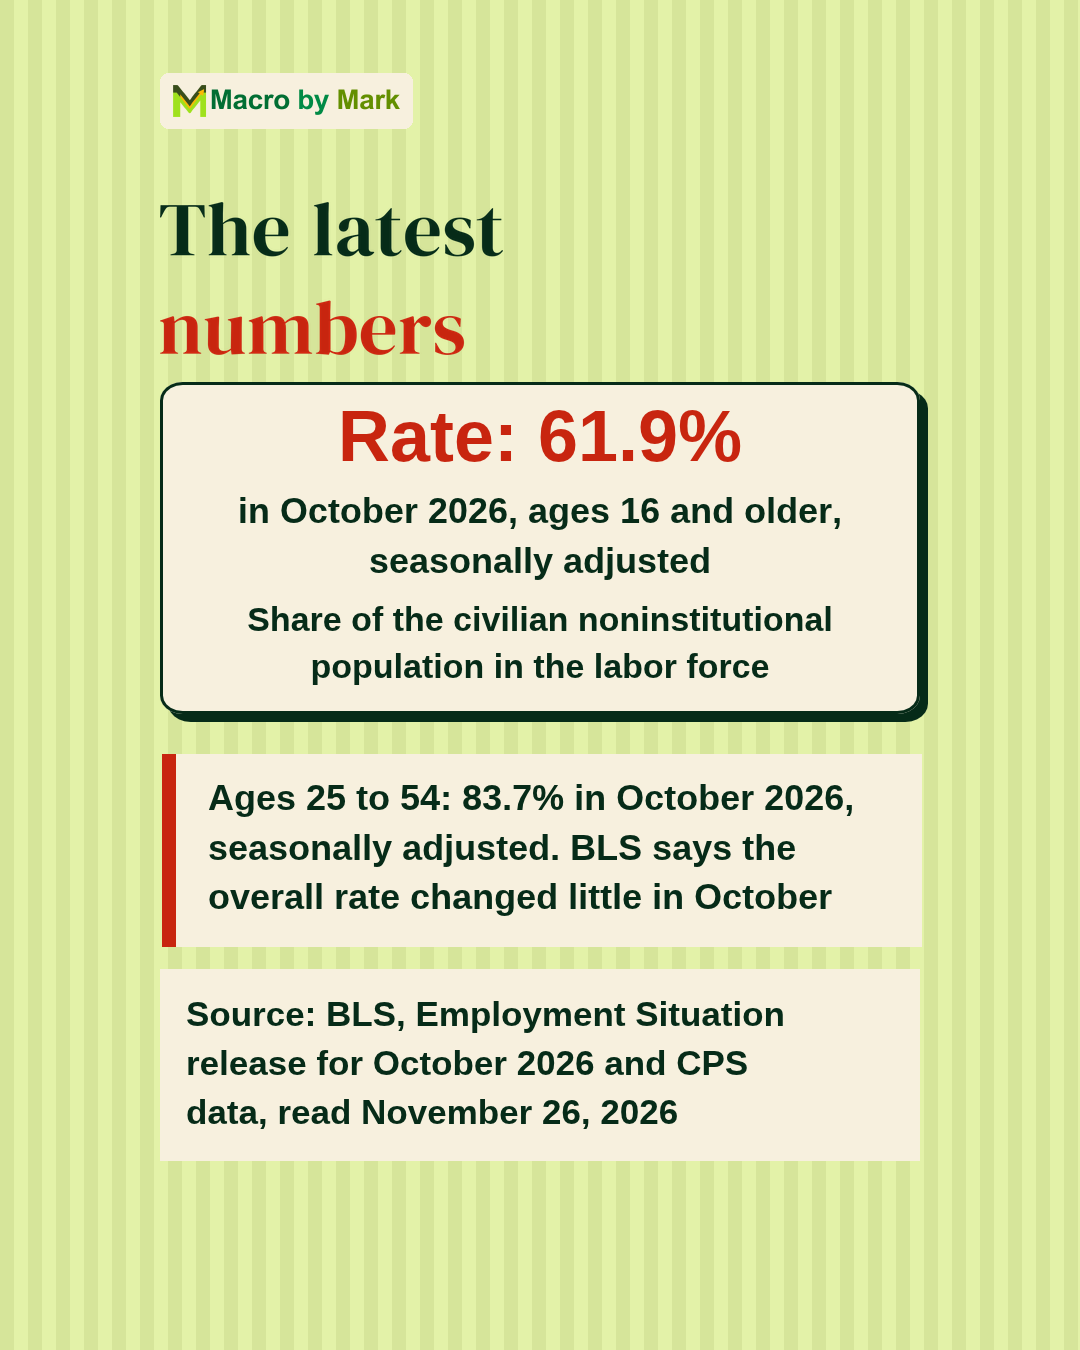 Macro by Mark
The latest
numbers
Rate: 61.9%
in October 2026, ages 16 and older,
seasonally adjusted
Share of the civilian noninstitutional
population in the labor force
Ages 25 to 54: 83.7% in October 2026,
seasonally adjusted. BLS says the
overall rate changed little in October
Source: BLS, Employment Situation
release for October 2026 and CPS
data, read November 26, 2026